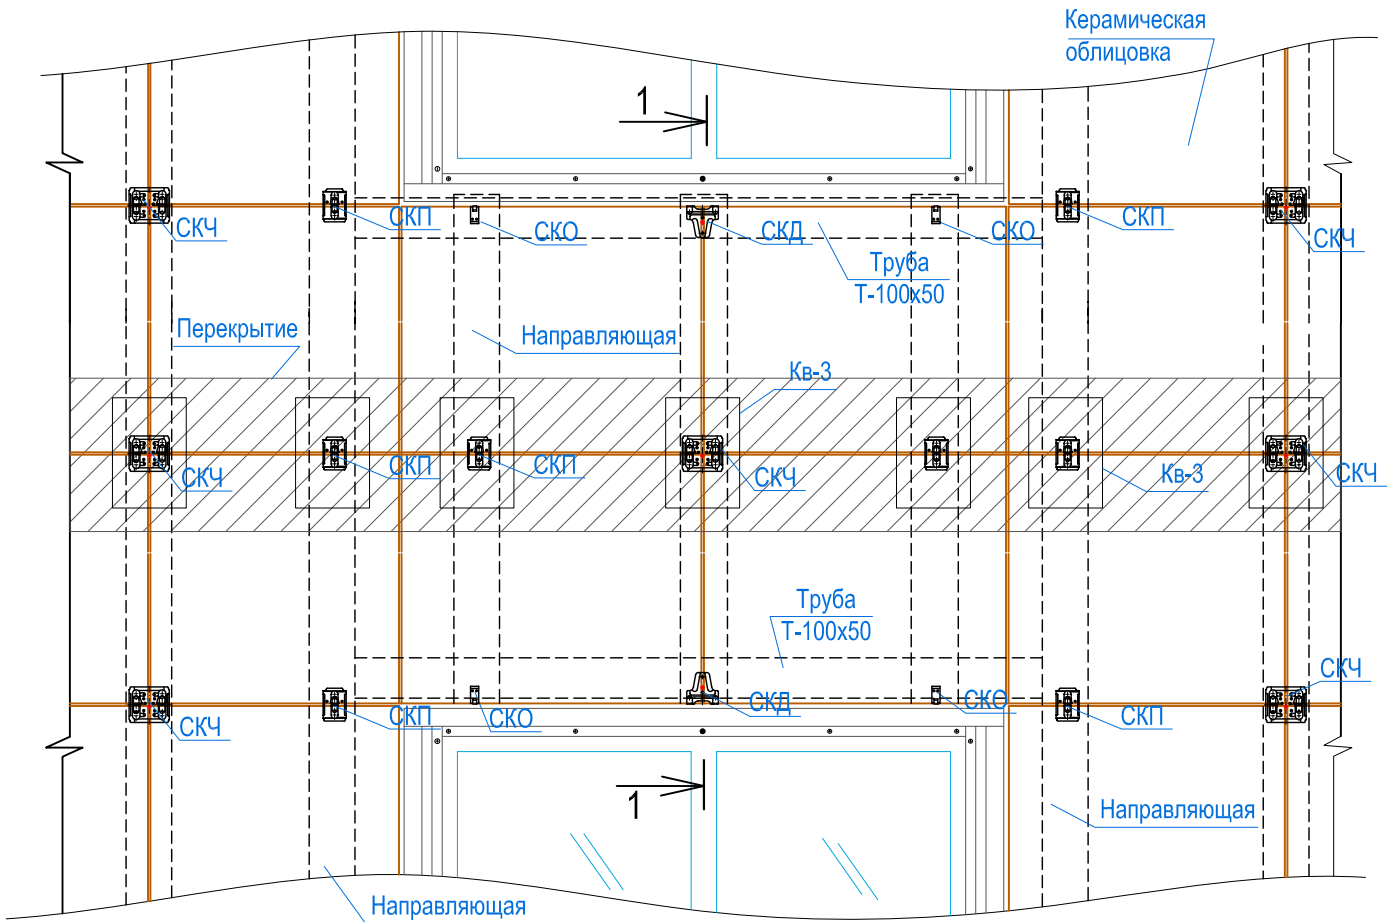 Керамическая
облицовка
1
СКЧ
СКП
СКО
СКД
СКО
СКП
СКЧ
Труба
Т-100х50
Перекрытие
Направляющая
Кв-3
СКЧ
СКП
СКП
СКЧ
Кв-3
СКЧ
Труба
Т-100х50
СКЧ
СКП
СКО
СКД
СКО
СКП
СКЧ
1
Направляющая
Направляющая